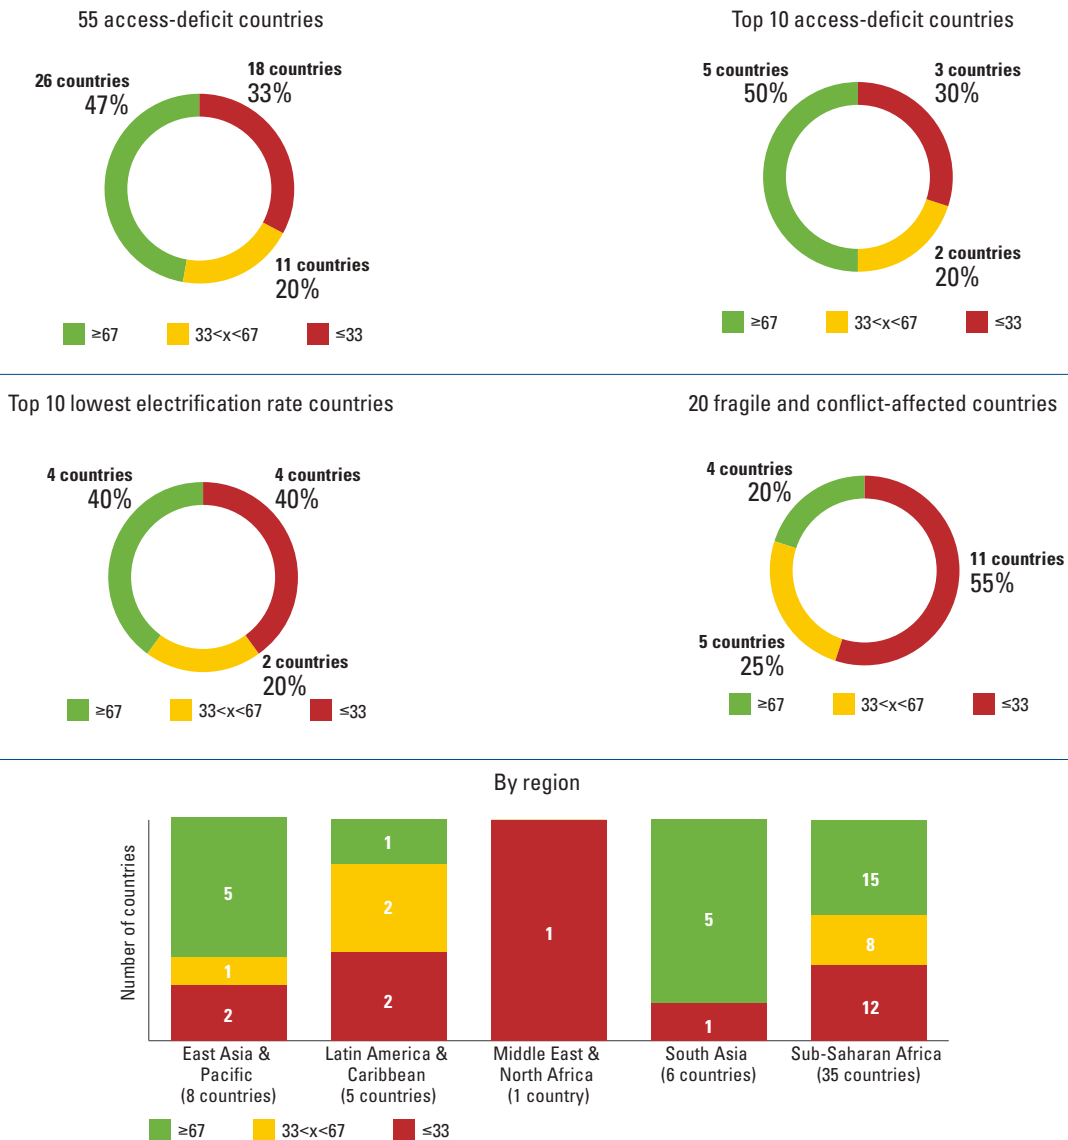 55 access-deficit countries
26 countries
47%
18 countries
33%
11 countries
20%
≥67
33<x<67
≤33
Top 10 access-deficit countries
5 countries
50%
3 countries
30%
2 countries
20%
≥67
33<x<67
≤33
Top 10 lowest electrification rate countries
4 countries
40%
4 countries
40%
2 countries
20%
≥67
33<x<67
≤33
20 fragile and conflict-affected countries
4 countries
20%
11 countries
55%
5 countries
25%
≥67
33<x<67
≤33
By region
Number of countries
5
1
2
1
2
2
1
5
1
15
8
12
East Asia &
Pacific
(8 countries)
Latin America &
Caribbean
(5 countries)
Middle East &
North Africa
(1 country)
South Asia
(6 countries)
Sub-Saharan Africa
(35 countries)
≥67
33<x<67
≤33